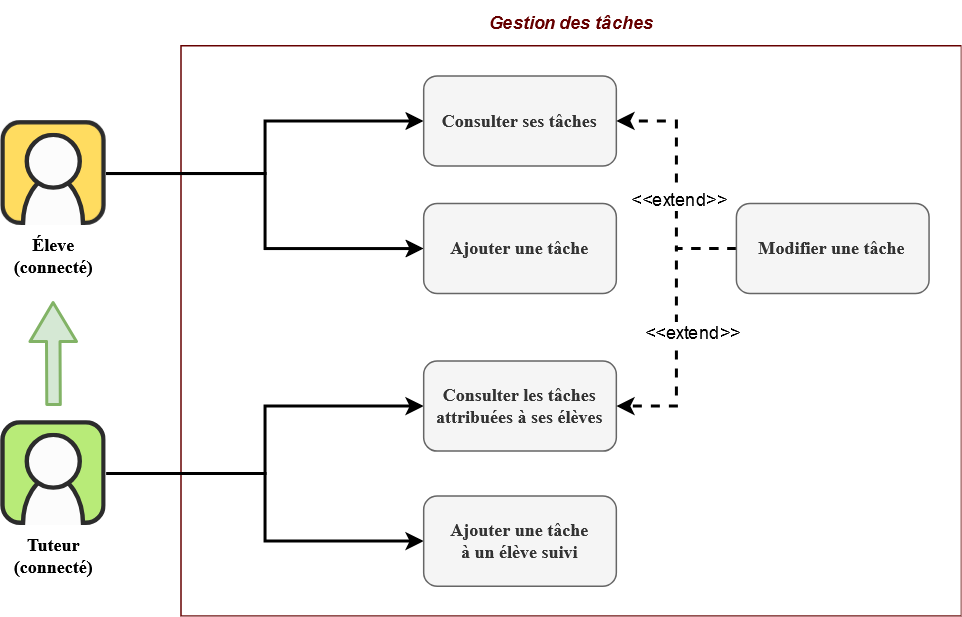 Gestion des tâches
Consulter ses tâches
<<extend>>
Éleve
(connecté)
Ajouter une tâche
Modifier une tâche
<<extend>>
Consulter les tâches
attribuées à ses élèves
Ajouter une tâche
à un élève suivi
Tuteur
(connecté)